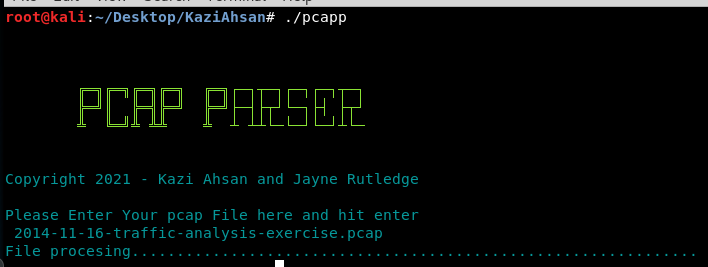 root@kali:~/Desktop/KaziAhsan# ./pcapp
PCAP PARSER
Copyright 2021 - Kazi Ahsan and Jayne Rutledge
Please Enter Your pcap File here and hit enter
2014-11-16-traffic-analysis-exercise.pcap
File procesing...............................................................